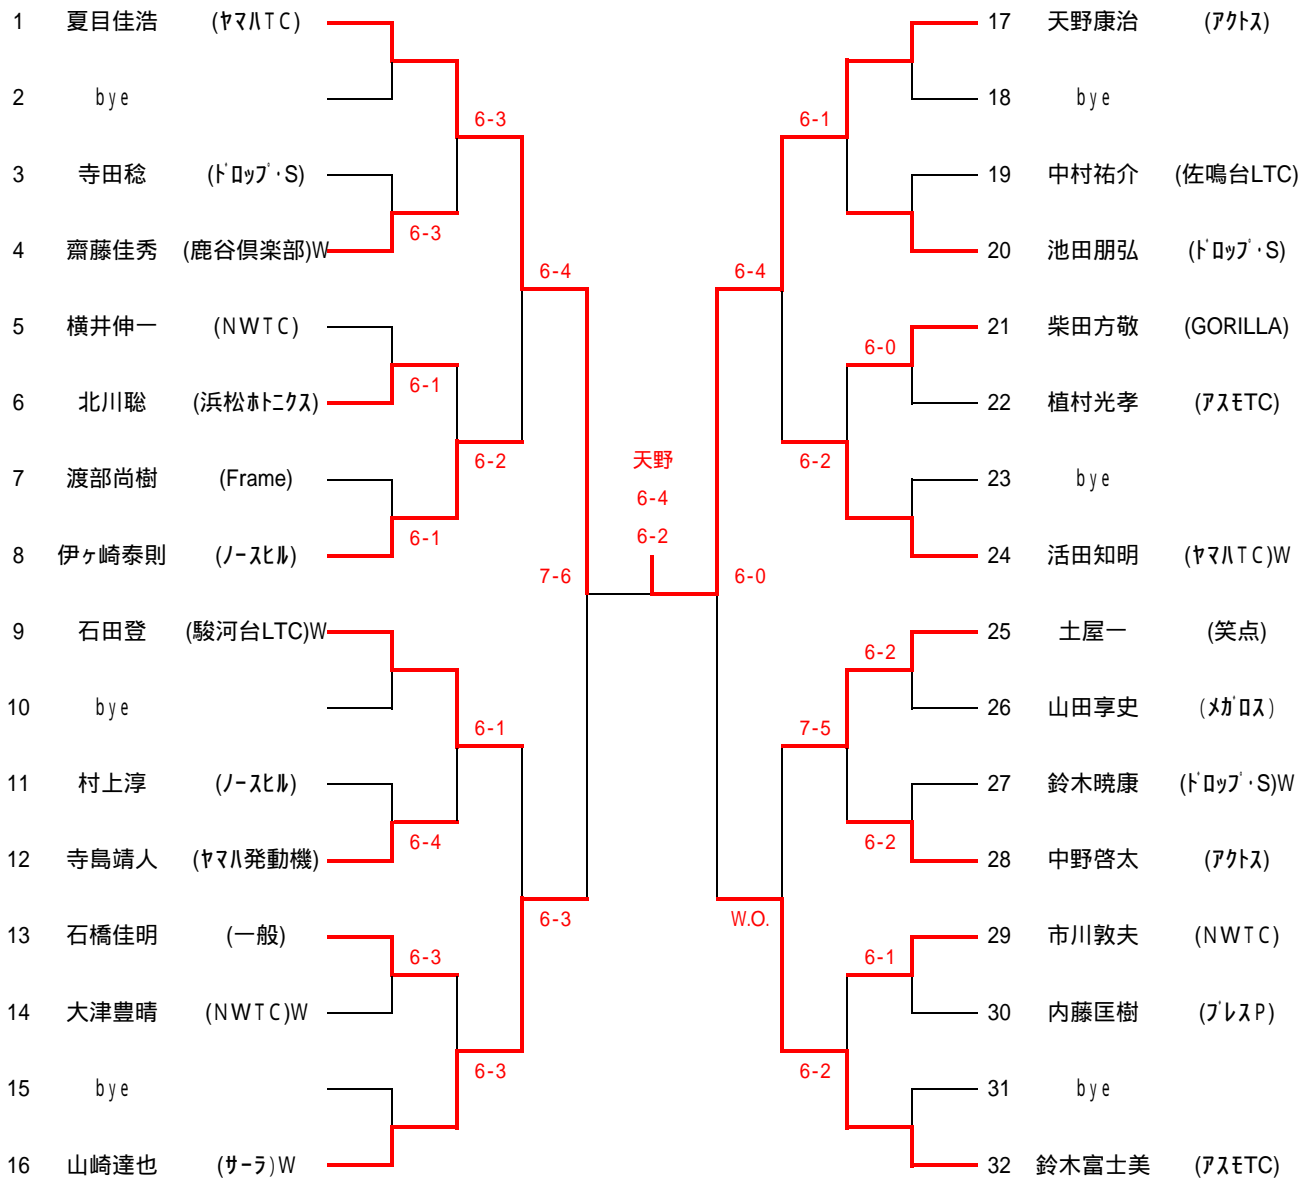 1 夏目佳浩 (ﾔﾏﾊTC)
2 bye
3 寺田稔 (ﾄﾞﾛｯﾌﾟ･S)
4 齋藤佳秀 (鹿谷倶楽部)W
5 横井伸一 (NWTC)
6 北川聡 (浜松ﾎﾄﾆｸｽ)
7 渡部尚樹 (Frame)
8 伊ヶ崎泰則 (ﾉｰｽﾋﾙ)
9 石田登 (駿河台LTC)W
10 bye
11 村上淳 (ﾉｰｽﾋﾙ)
12 寺島靖人 (ﾔﾏﾊ発動機)
13 石橋佳明 (一般)
14 大津豊晴 (NWTC)W
15 bye
16 山崎達也 (ｻｰﾗ)W
6-3
6-3
6-4
6-1
6-2
6-1
7-6
6-1
6-4
6-3
6-3
6-3
天野
6-4
6-2
6-1
6-4
6-0
6-2
6-0
6-2
7-5
6-2
W.O.
6-1
6-2
17 天野康治 (ｱｸﾄｽ)
18 bye
19 中村祐介 (佐鳴台LTC)
20 池田朋弘 (ﾄﾞﾛｯﾌﾟ･S)
21 柴田方敬 (GORILLA)
22 植村光孝 (ｱｽﾓTC)
23 bye
24 活田知明 (ﾔﾏﾊTC)W
25 土屋一 (笑点)
26 山田享史 (ﾒｶﾞﾛｽ)
27 鈴木暁康 (ﾄﾞﾛｯﾌﾟ･S)W
28 中野啓太 (ｱｸﾄｽ)
29 市川敦夫 (NWTC)
30 内藤匡樹 (ﾌﾞﾚｽP)
31 bye
32 鈴木富士美 (ｱｽﾓTC)